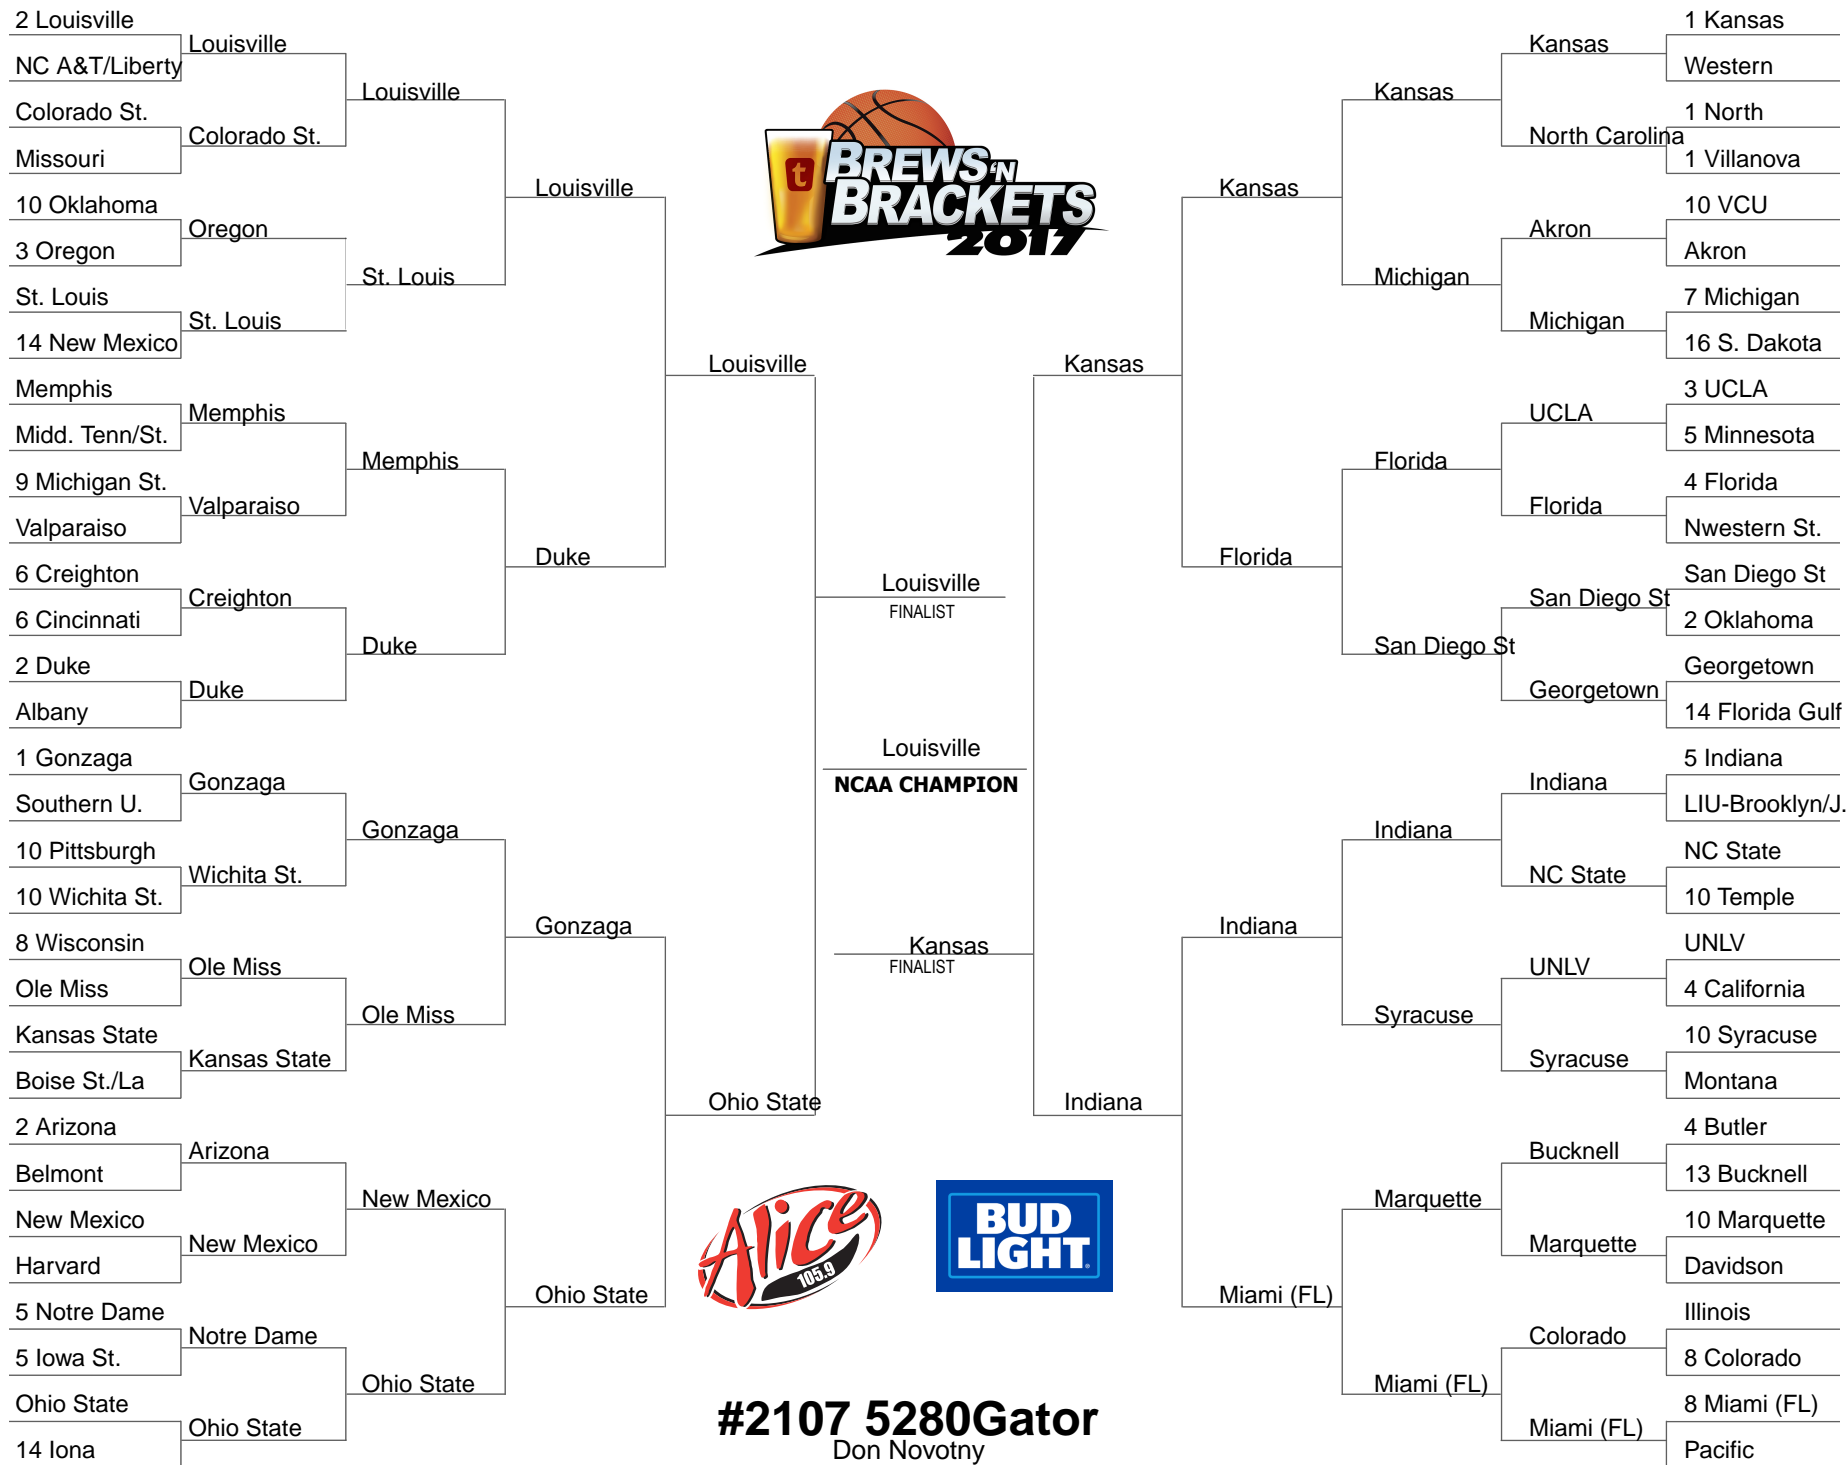 2 Louisville
NC A&T/Liberty
Colorado St.
Missouri
10 Oklahoma
3 Oregon
St. Louis
14 New Mexico
Memphis
Midd. Tenn/St.
9 Michigan St.
Valparaiso
6 Creighton
6 Cincinnati
2 Duke
Albany
1 Gonzaga
Southern U.
10 Pittsburgh
10 Wichita St.
8 Wisconsin
Ole Miss
Kansas State
Boise St./La
2 Arizona
Belmont
New Mexico
Harvard
5 Notre Dame
5 Iowa St.
Ohio State
14 Iona
Louisville
Colorado St.
Oregon
St. Louis
Memphis
Valparaiso
Creighton
Duke
Gonzaga
Wichita St.
Ole Miss
Kansas State
Arizona
New Mexico
Notre Dame
Ohio State
Louisville
St. Louis
Memphis
Duke
Gonzaga
Ole Miss
New Mexico
Ohio State
Louisville
Duke
Gonzaga
Ohio State
Louisville
Ohio State
t
BREWS 'N
BRACKETS
2017
Louisville
FINALIST
Louisville
NCAA CHAMPION
Kansas
FINALIST
Alice
105.9
BUD
LIGHT
#2107 5280Gator
Don Novotny
Kansas
Indiana
Kansas
Florida
Indiana
Miami (FL)
Kansas
Michigan
Florida
San Diego St
Indiana
Syracuse
Marquette
Miami (FL)
Kansas
North Carolina
Akron
Michigan
UCLA
Florida
San Diego St
Georgetown
Indiana
NC State
UNLV
Syracuse
Bucknell
Marquette
Colorado
Miami (FL)
1 Kansas
Western
1 North
1 Villanova
10 VCU
Akron
7 Michigan
16 S. Dakota
3 UCLA
5 Minnesota
4 Florida
Nwestern St.
San Diego St
2 Oklahoma
Georgetown
14 Florida Gulf
5 Indiana
LIU-Brooklyn/J.
NC State
10 Temple
UNLV
4 California
10 Syracuse
Montana
4 Butler
13 Bucknell
10 Marquette
Davidson
Illinois
8 Colorado
8 Miami (FL)
Pacific